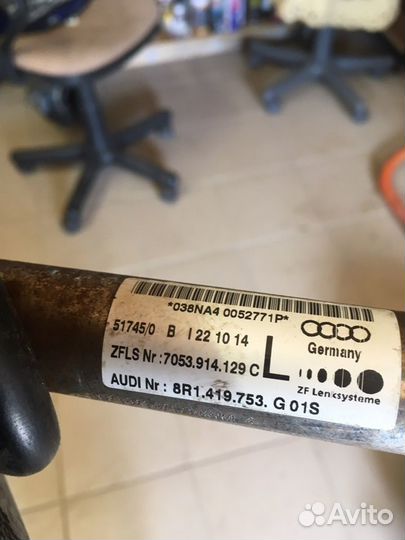 *038NA4 0052771P*
51745/0 B I 22 10 14
Germany
ZFLS Nr : 7053.914.129 C
L
ZF Lenksysteme
AUDI Nr : 8R1.419.753. G 01S
Avito